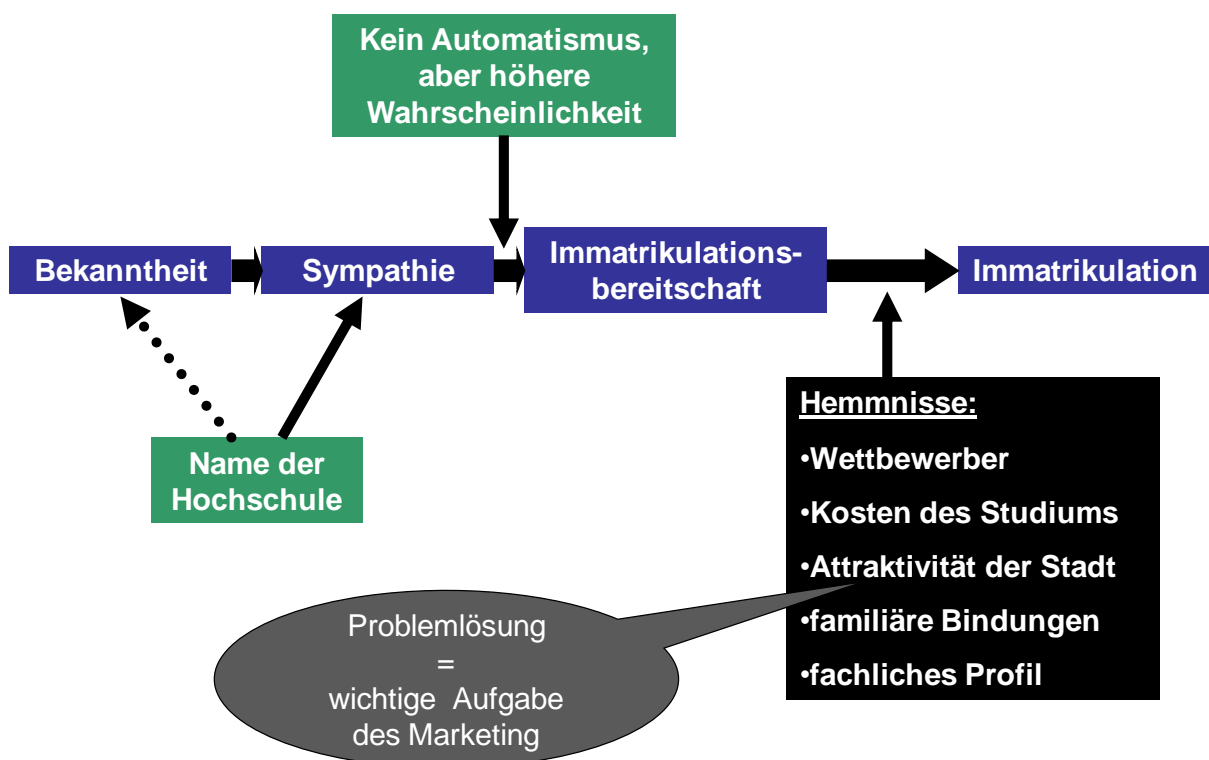 Kein Automatismus,
aber höhere
Wahrscheinlichkeit
Bekanntheit
Sympathie
Immatrikulations-
bereitschaft
Immatrikulation
Name der
Hochschule
Hemmnisse:
•Wettbewerber
•Kosten des Studiums
•Attraktivität der Stadt
•familiäre Bindungen
•fachliches Profil
Problemlösung
=
wichtige Aufgabe
des Marketing